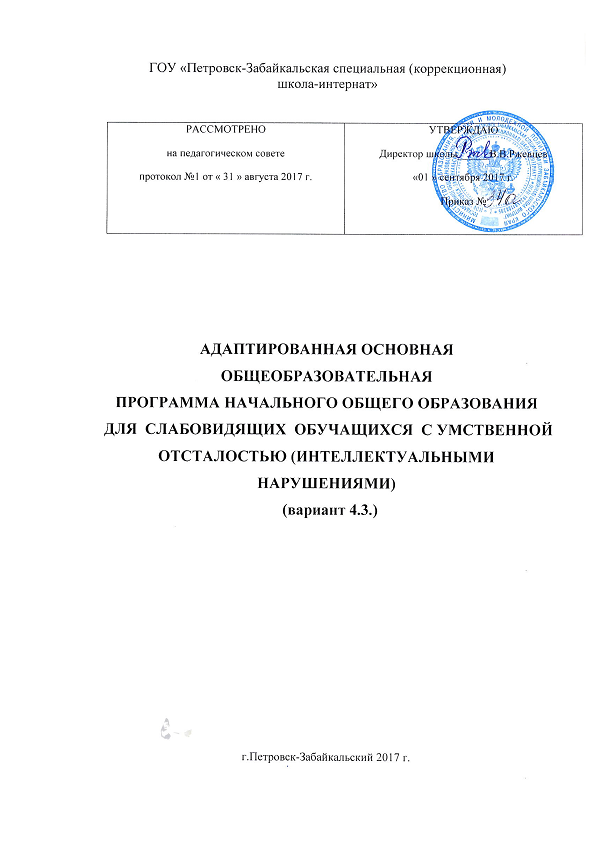 ГОУ «Петровск-Забайкальская специальная (коррекционная)
школа-интернат»
РАССМОТРЕНО
на педагогическом совете
протокол №1 от « 31 » августа 2017 г.
УТВЕРЖДАЮ
Директор школы В.В.Ржевцев
«01 » сентября 2017 г.
Приказ №
АДАПТИРОВАННАЯ ОСНОВНАЯ
ОБЩЕОБРАЗОВАТЕЛЬНАЯ
ПРОГРАММА НАЧАЛЬНОГО ОБЩЕГО ОБРАЗОВАНИЯ
ДЛЯ СЛАБОВИДЯЩИХ ОБУЧАЩИХСЯ С УМСТВЕННОЙ
ОТСТАЛОСТЬЮ (ИНТЕЛЛЕКТУАЛЬНЫМИ
НАРУШЕНИЯМИ)
(вариант 4.3.)
г.Петровск-Забайкальский 2017 г.